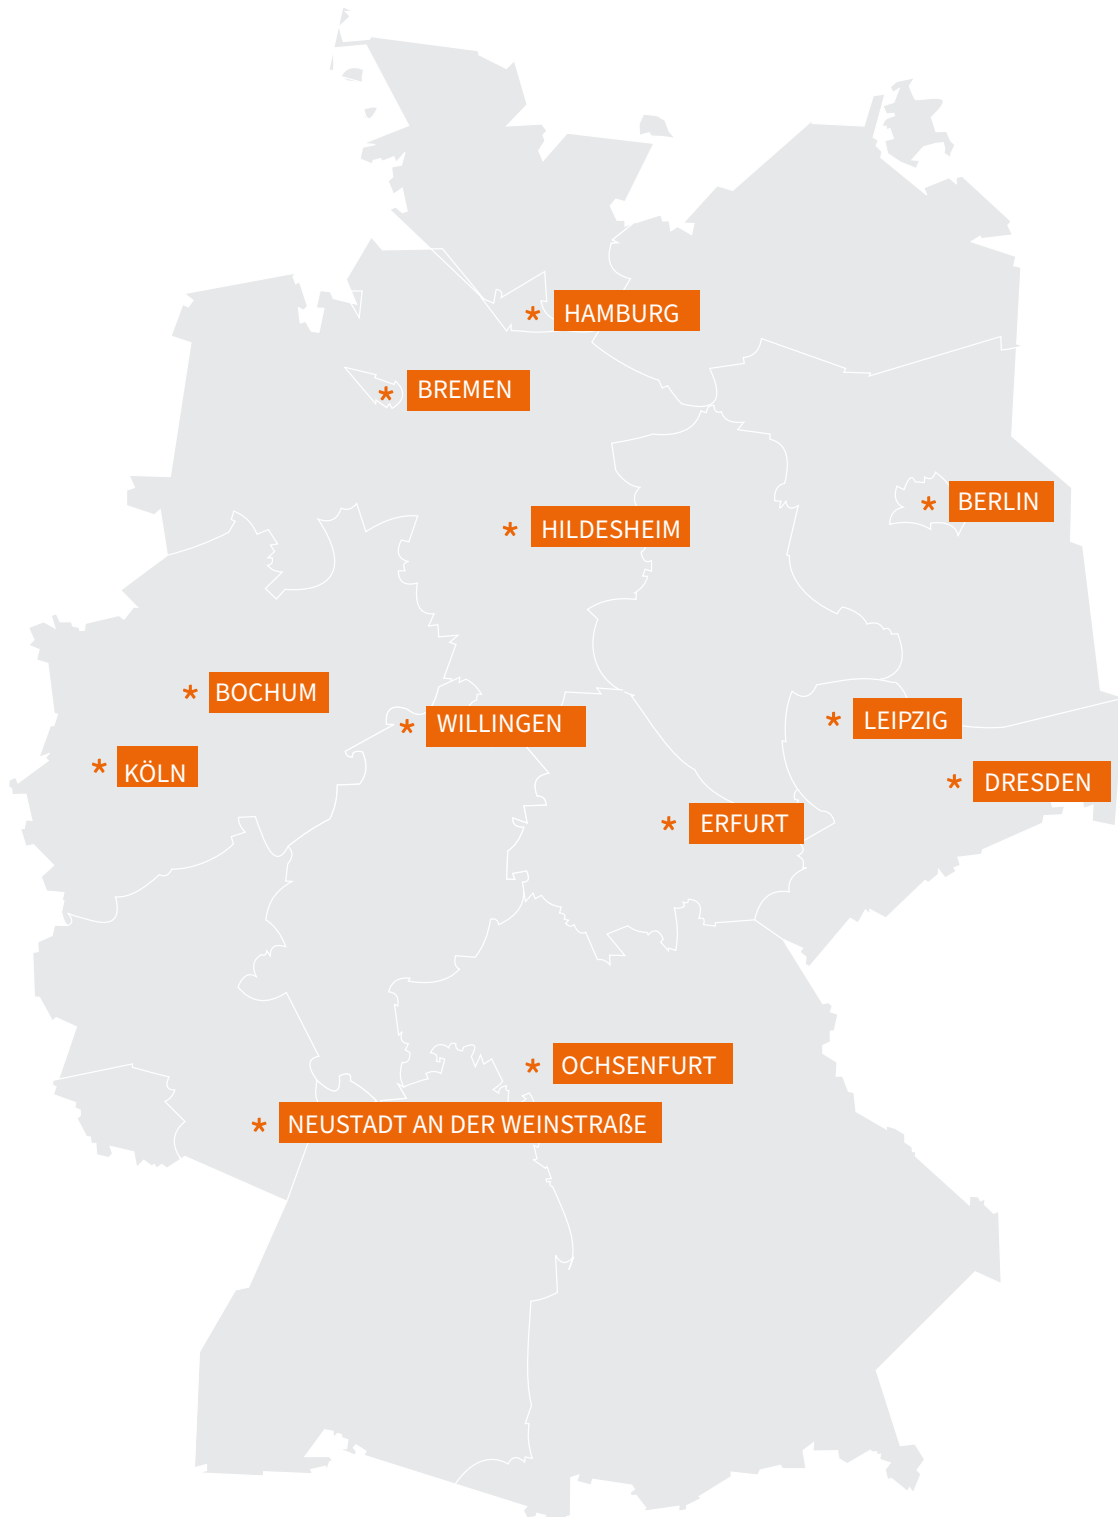 HAMBURG
BREMEN
BERLIN
HILDESHEIM
BOCHUM
WILLINGEN
LEIPZIG
KÖLN
DRESDEN
ERFURT
OCHSENFURT
NEUSTADT AN DER WEINSTRAßE